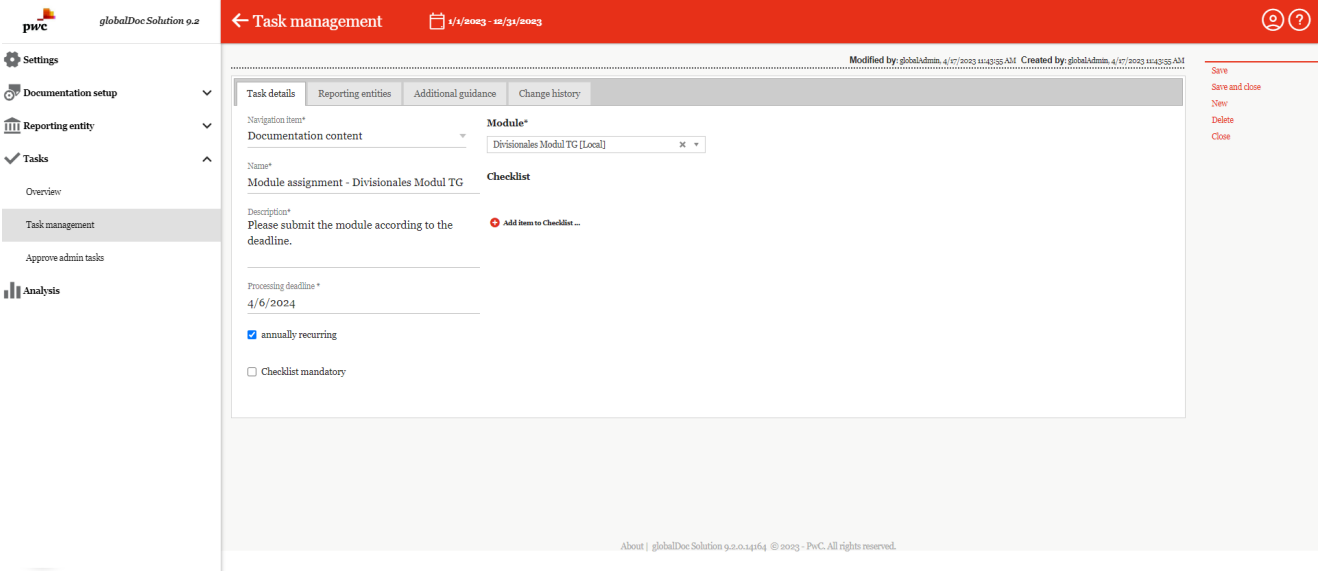 pwc
globalDoc Solution 9.2
Task management
1/1/2023 - 12/31/2023
Settings
Documentation setup
Reporting entity
Tasks
Overview
Task management
Approve admin tasks
Analysis
Modified by: globalAdmin, 4/17/2023 11:43:55 AM Created by: globalAdmin, 4/17/2023 11:43:55 AM
Task details
Reporting entities
Additional guidance
Change history
Navigation item*
Documentation content
Name*
Module assignment - Divisionales Modul TG
Description*
Please submit the module according to the
deadline.
Processing deadline *
4/6/2024
annually recurring
Checklist mandatory
Module*
Divisionales Modul TG [Local]
Checklist
Add item to Checklist ...
Save
Save and close
New
Delete
Close
About | globalDoc Solution 9.2.0.14164 © 2023 - PwC. All rights reserved.